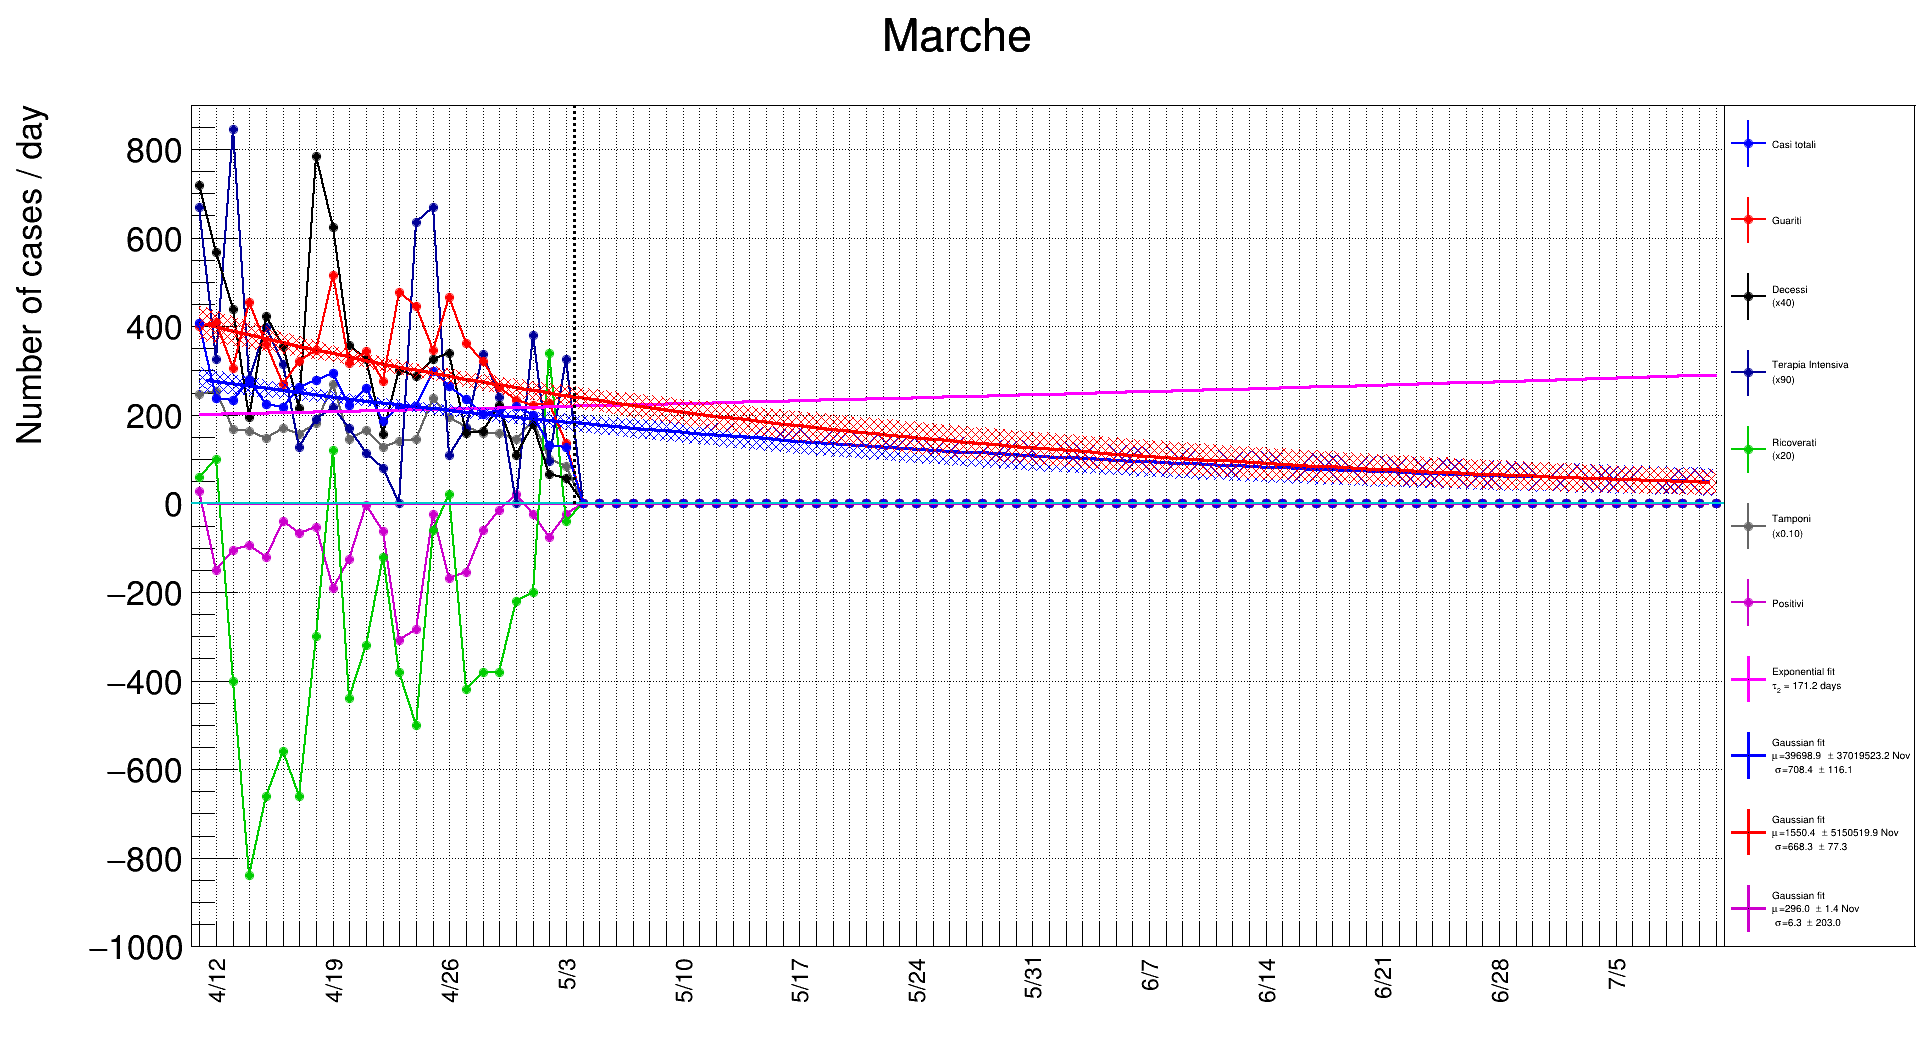 Marche
Number of cases / day
800
600
400
200
0
−200
−400
−600
−800
−1000
4/12
4/19
4/26
5/3
5/10
5/17
5/24
5/31
6/7
6/14
6/21
6/28
7/5
Casi totali
Guariti
Decessi
(x40)
Terapia Intensiva
(x90)
Ricoverati
(x20)
Tamponi
(x0.10)
Positivi
Exponential fit
τ2 = 171.2 days
Gaussian fit
μ=39698.9 ± 37019523.2 Nov
σ=708.4 ± 116.1
Gaussian fit
μ=1550.4 ± 5150519.9 Nov
σ=668.3 ± 77.3
Gaussian fit
μ=296.0 ± 1.4 Nov
σ=6.3 ± 203.0